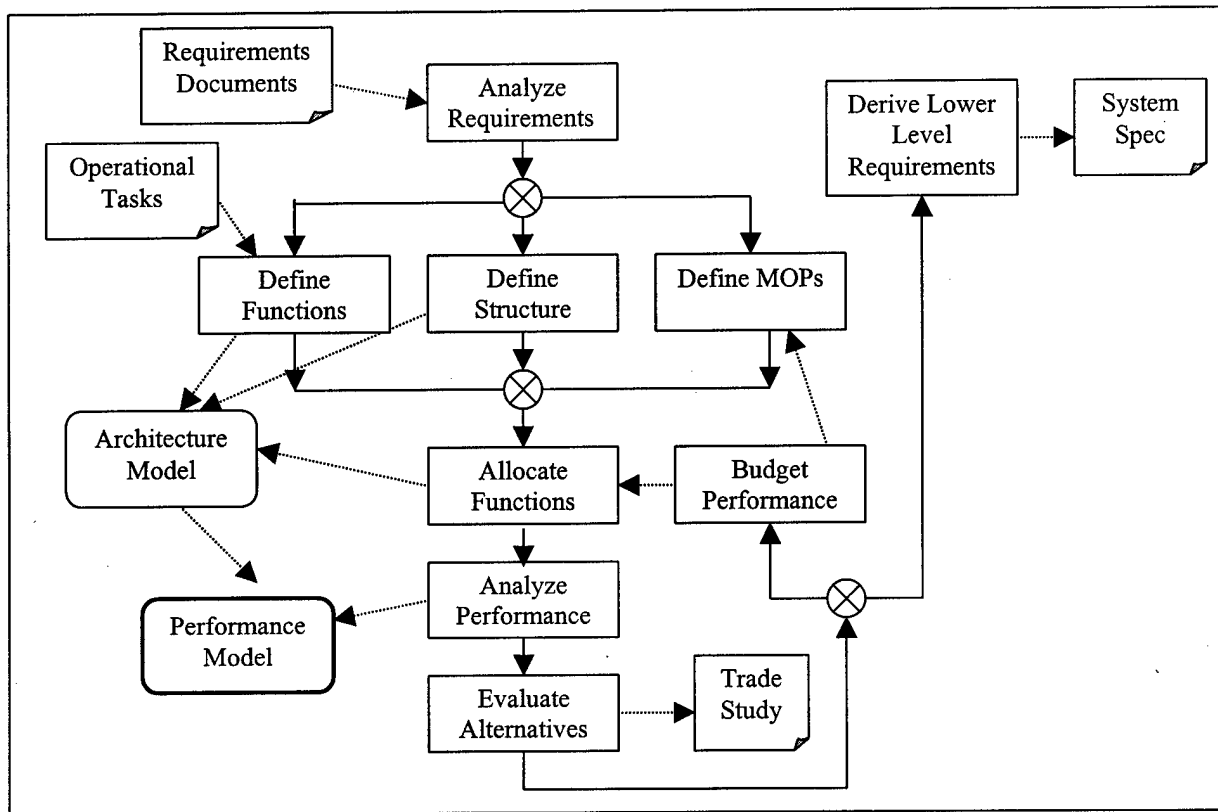 Requirements
Documents
Analyze
Requirements
Derive Lower
Level
Requirements
System
Spec
Operational
Tasks
Define
Functions
Define
Structure
Define MOPs
Architecture
Model
Allocate
Functions
Budget
Performance
Analyze
Performance
Performance
Model
Evaluate
Alternatives
Trade
Study